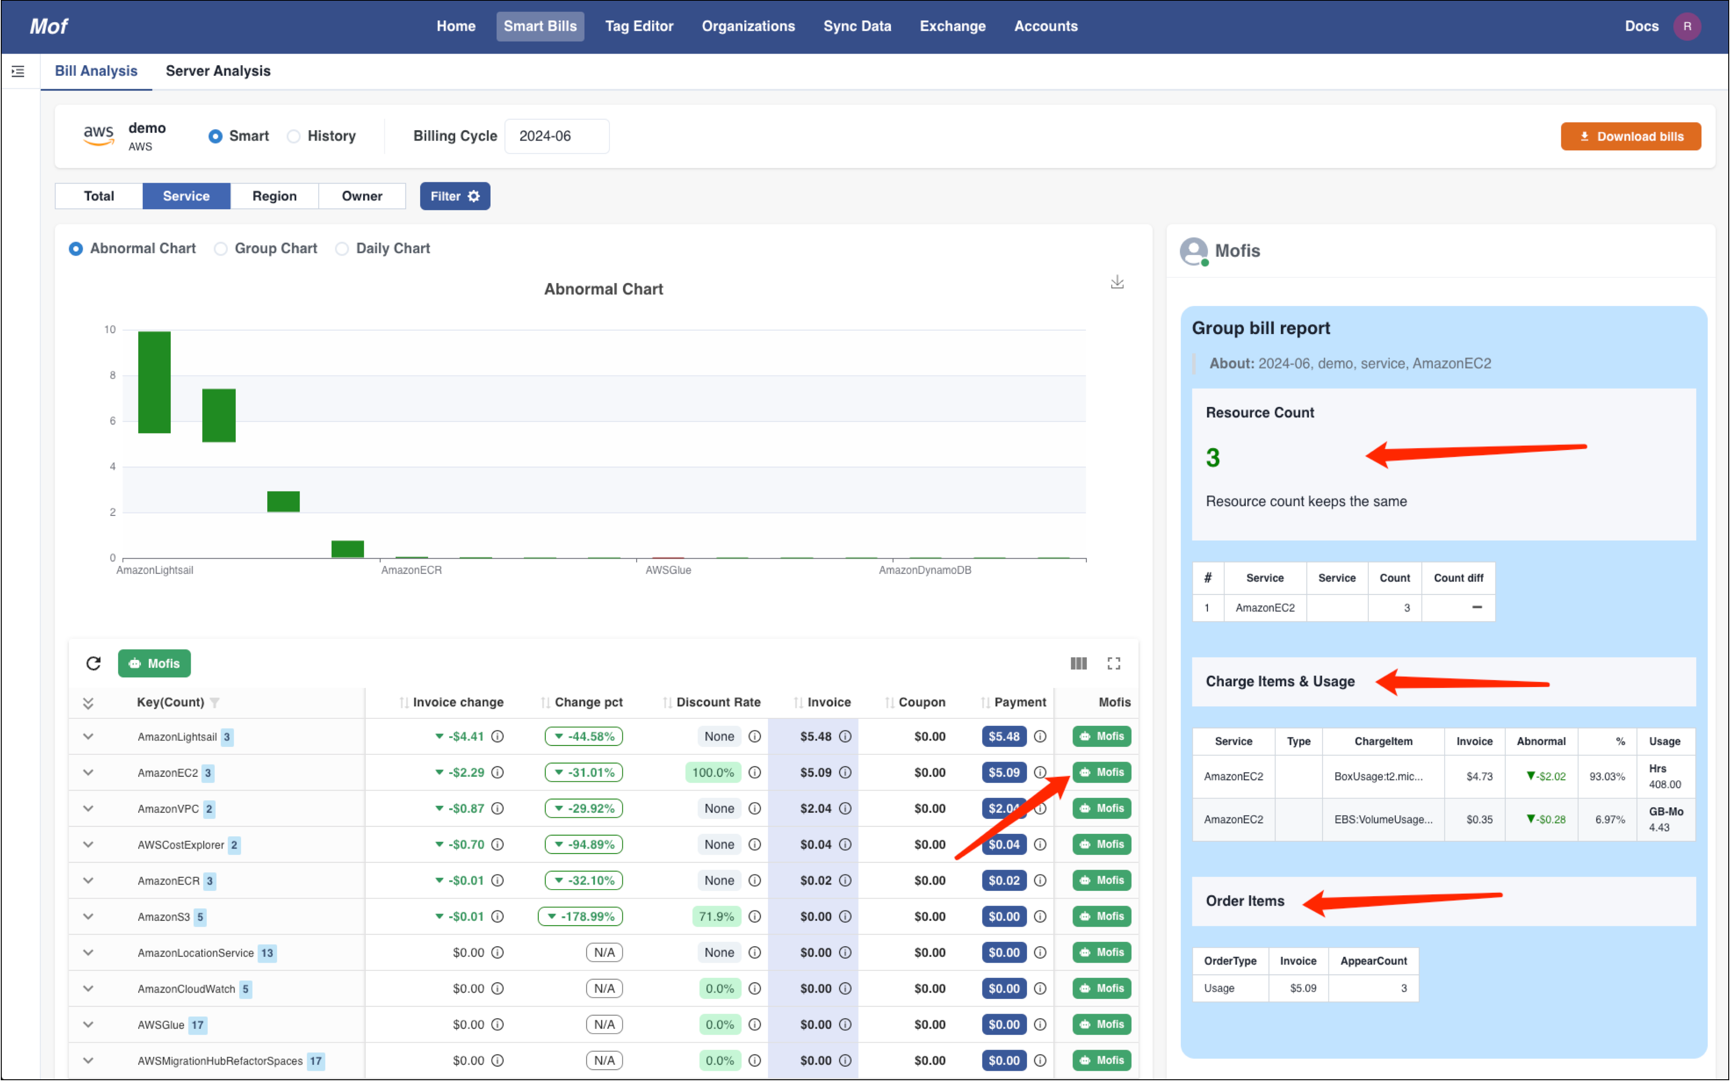 Mof
Home Smart Bills Tag Editor Organizations Sync Data Exchange Accounts
Docs R
Bill Analysis Server Analysis
aws demo
AWS
Smart History Billing Cycle 2024-06
Download bills
Total Service Region Owner Filter
Abnormal Chart Group Chart Daily Chart
Abnormal Chart
10
8
6
4
2
0
AmazonLightsail AmazonECR AWSGlue AmazonDynamoDB
Mofis
Key(Count) Invoice change Change pct Discount Rate Invoice Coupon Payment Mofis
AmazonLightsail 3 -$4.41 -44.58% None $5.48 $0.00 $5.48 Mofis
AmazonEC2 3 -$2.29 -31.01% 100.0% $5.09 $0.00 $5.09 Mofis
AmazonVPC 2 -$0.87 -29.92% None $2.04 $0.00 $2.04 Mofis
AWSCostExplorer 2 -$0.70 -94.89% None $0.04 $0.00 $0.04 Mofis
AmazonECR 3 -$0.01 -32.10% None $0.02 $0.00 $0.02 Mofis
AmazonS3 5 -$0.01 -178.99% 71.9% $0.00 $0.00 $0.00 Mofis
AmazonLocationService 13 $0.00 N/A None $0.00 $0.00 $0.00 Mofis
AmazonCloudWatch 5 $0.00 N/A 0.0% $0.00 $0.00 $0.00 Mofis
AWSGlue 17 $0.00 N/A 0.0% $0.00 $0.00 $0.00 Mofis
AWSMigrationHubRefactorSpaces 17 $0.00 N/A 0.0% $0.00 $0.00 $0.00 Mofis
Mofis
Group bill report
About: 2024-06, demo, service, AmazonEC2
Resource Count
3
Resource count keeps the same
# Service Service Count Count diff
1 AmazonEC2 3 –
Charge Items & Usage
Service Type ChargeItem Invoice Abnormal % Usage
AmazonEC2 BoxUsage:t2.mic... $4.73 ▼-$2.02 93.03% Hrs
408.00
AmazonEC2 EBS:VolumeUsage... $0.35 ▼-$0.28 6.97% GB-Mo
4.43
Order Items
OrderType Invoice AppearCount
Usage $5.09 3